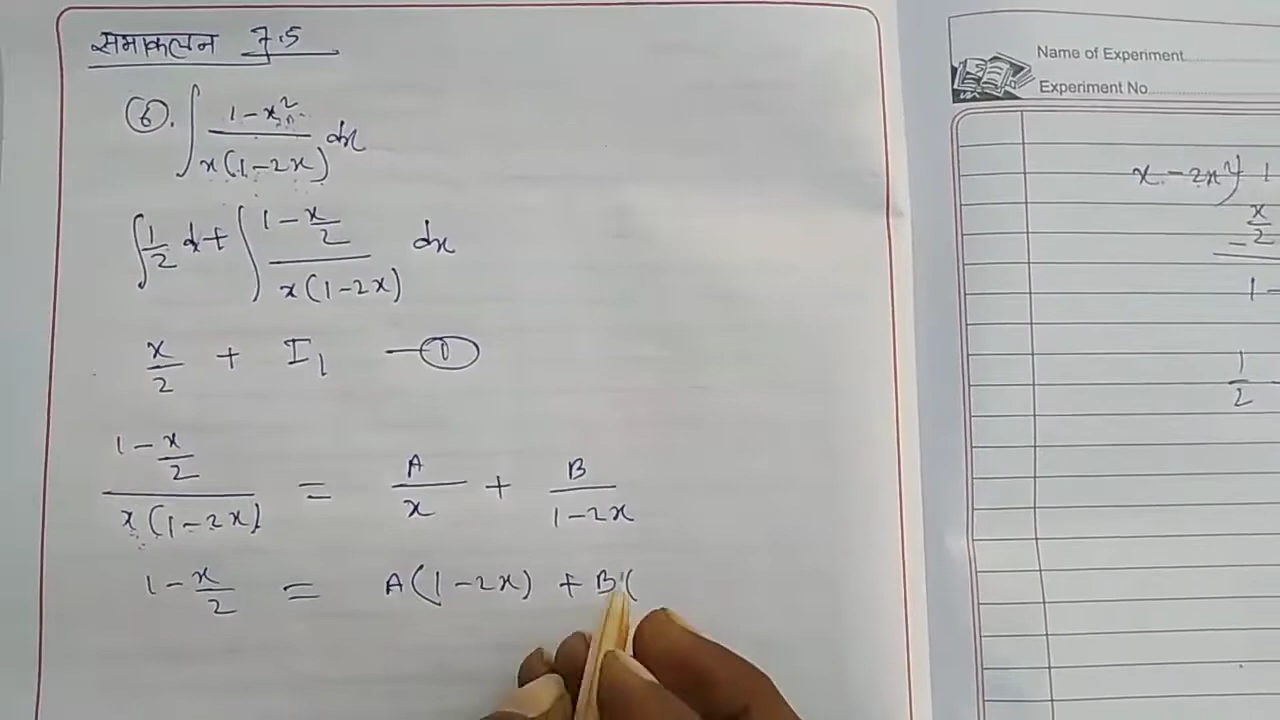 समाकलन 7.5
6. ∫ (1-x²)/(x(1-2x)) dx
∫ 1/2 dx + ∫ (1 - x/2)/(x(1-2x)) dx
x/2 + I₁ — ①
(1 - x/2)/(x(1-2x)) = A/x + B/(1-2x)
1 - x/2 = A(1-2x) + B(
Name of Experiment
Experiment No
x - 2x²) 1
x/2
1 -
1/2